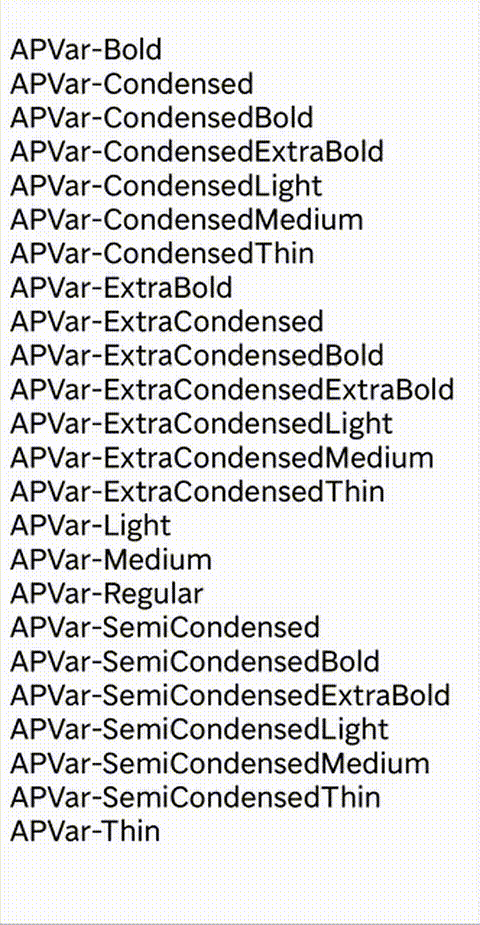 APVar-Bold
APVar-Condensed
APVar-CondensedBold
APVar-CondensedExtraBold
APVar-CondensedLight
APVar-CondensedMedium
APVar-CondensedThin
APVar-ExtraBold
APVar-ExtraCondensed
APVar-ExtraCondensedBold
APVar-ExtraCondensedExtraBold
APVar-ExtraCondensedLight
APVar-ExtraCondensedMedium
APVar-ExtraCondensedThin
APVar-Light
APVar-Medium
APVar-Regular
APVar-SemiCondensed
APVar-SemiCondensedBold
APVar-SemiCondensedExtraBold
APVar-SemiCondensedLight
APVar-SemiCondensedMedium
APVar-SemiCondensedThin
APVar-Thin